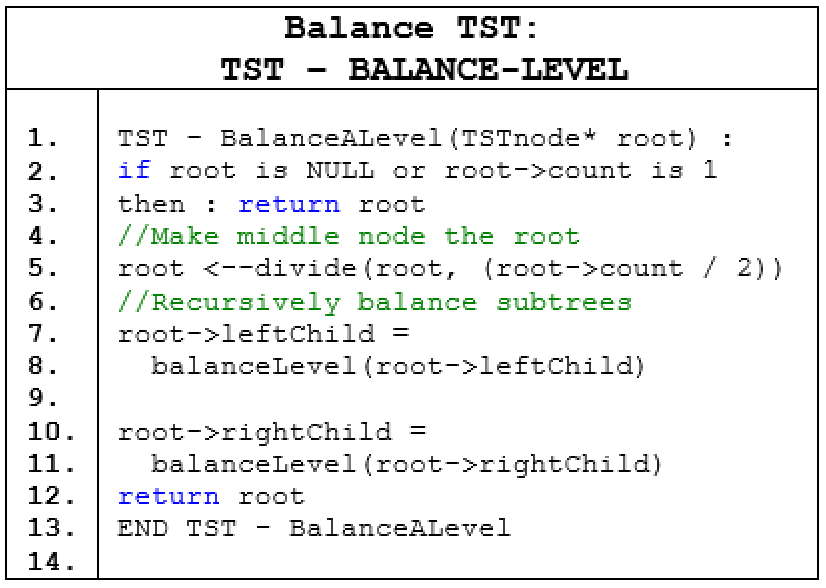 Balance TST:
TST – BALANCE-LEVEL
1. TST - BalanceALevel(TSTnode* root) :
2. if root is NULL or root->count is 1
3. then : return root
4. //Make middle node the root
5. root <--divide(root, (root->count / 2))
6. //Recursively balance subtrees
7. root->leftChild =
8. balanceLevel(root->leftChild)
9.
10. root->rightChild =
11. balanceLevel(root->rightChild)
12. return root
13. END TST - BalanceALevel
14.